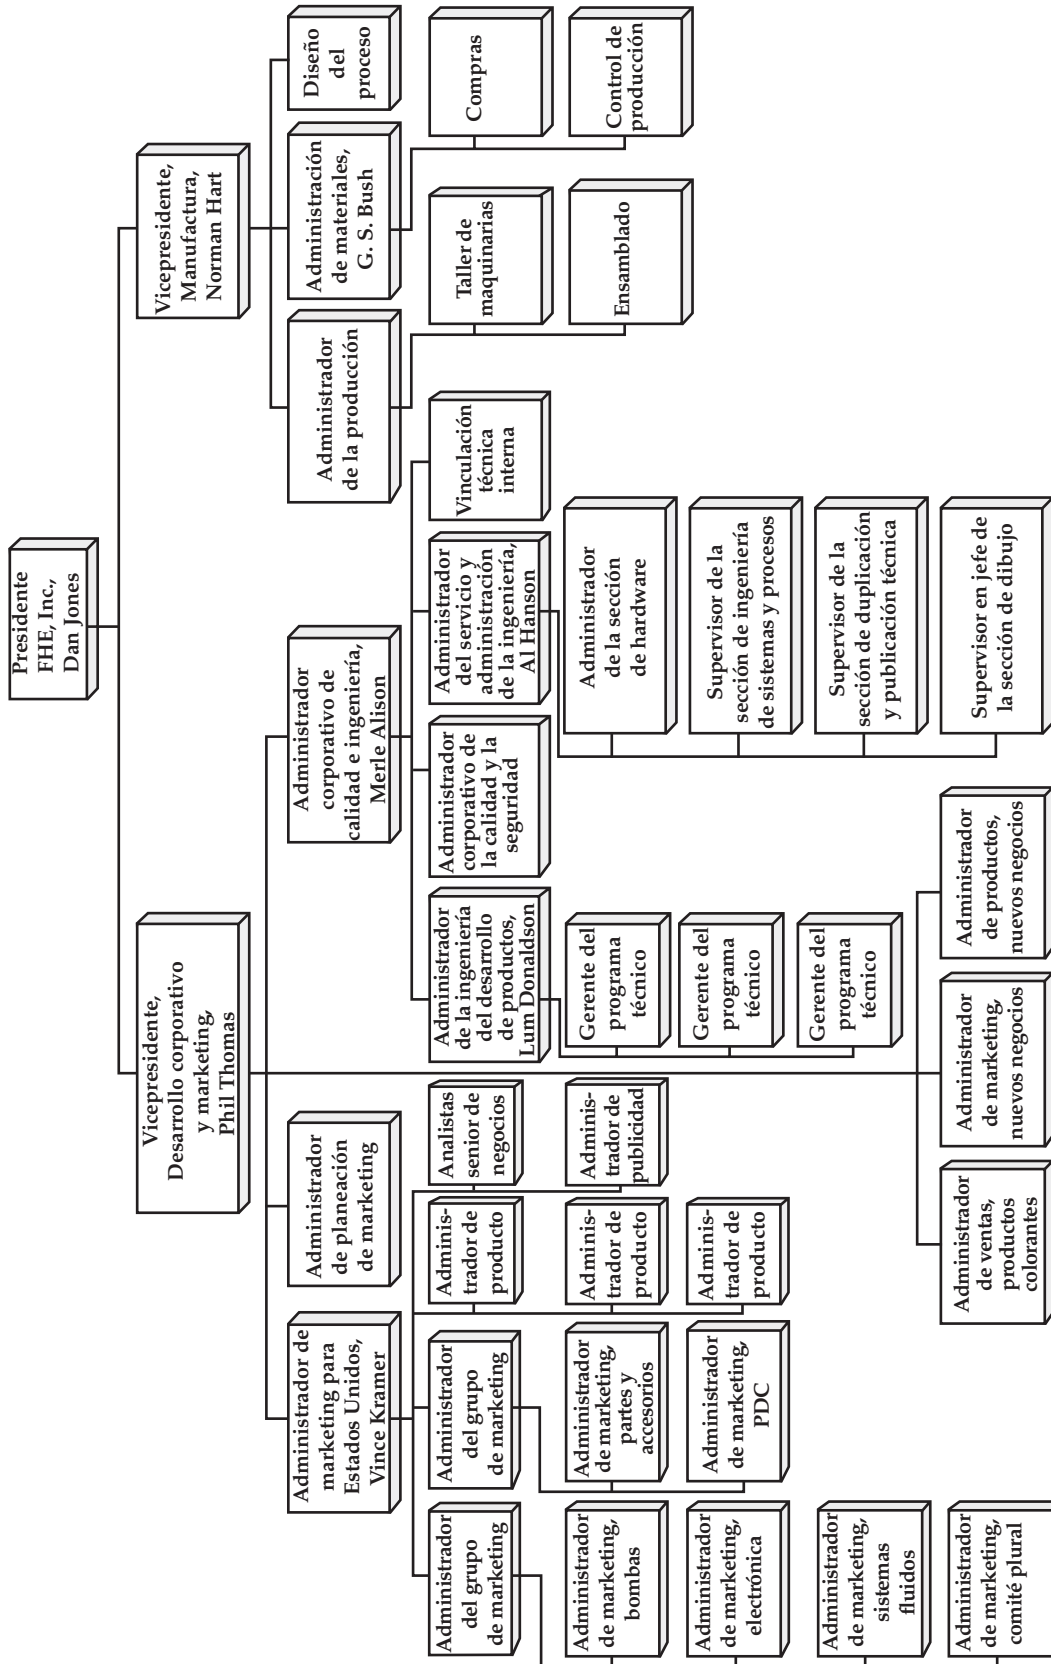 Presidente
FHE, Inc.,
Dan Jones
Vicepresidente,
Desarrollo corporativo
y marketing,
Phil Thomas
Vicepresidente,
Manufactura,
Norman Hart
Administrador de
marketing para
Estados Unidos,
Vince Kramer
Administrador
de planeación
de marketing
Administrador
corporativo de
calidad e ingeniería,
Merle Alison
Administrador
de la producción
Administración
de materiales,
G. S. Bush
Diseño
del
proceso
Administrador
del grupo
de marketing
Administrador
del grupo
de marketing
Adminis-
trador de
producto
Analistas
senior de
negocios
Administrador
de la ingeniería
del desarrollo
de productos,
Lum Donaldson
Administrador
corporativo de
la calidad y la
seguridad
Administrador
del servicio y
administración
de la ingeniería,
Al Hanson
Vinculación
técnica
interna
Taller de
maquinarias
Compras
Administrador
de marketing,
bombas
Administrador
de marketing,
partes y
accesorios
Adminis-
trador de
producto
Adminis-
trador de
publicidad
Gerente del
programa
técnico
Administrador
de la sección
de hardware
Ensamblado
Control de
producción
Administrador
de marketing,
electrónica
Administrador
de marketing,
PDC
Adminis-
trador de
producto
Gerente del
programa
técnico
Supervisor de la
sección de ingeniería
de sistemas y procesos
Administrador
de marketing,
sistemas
fluidos
Gerente del
programa
técnico
Supervisor de la
sección de duplicación
y publicación técnica
Administrador
de marketing,
comité plural
Administrador
de ventas,
productos
colorantes
Administrador
de marketing,
nuevos negocios
Administrador
de productos,
nuevos negocios
Supervisor en jefe de
la sección de dibujo